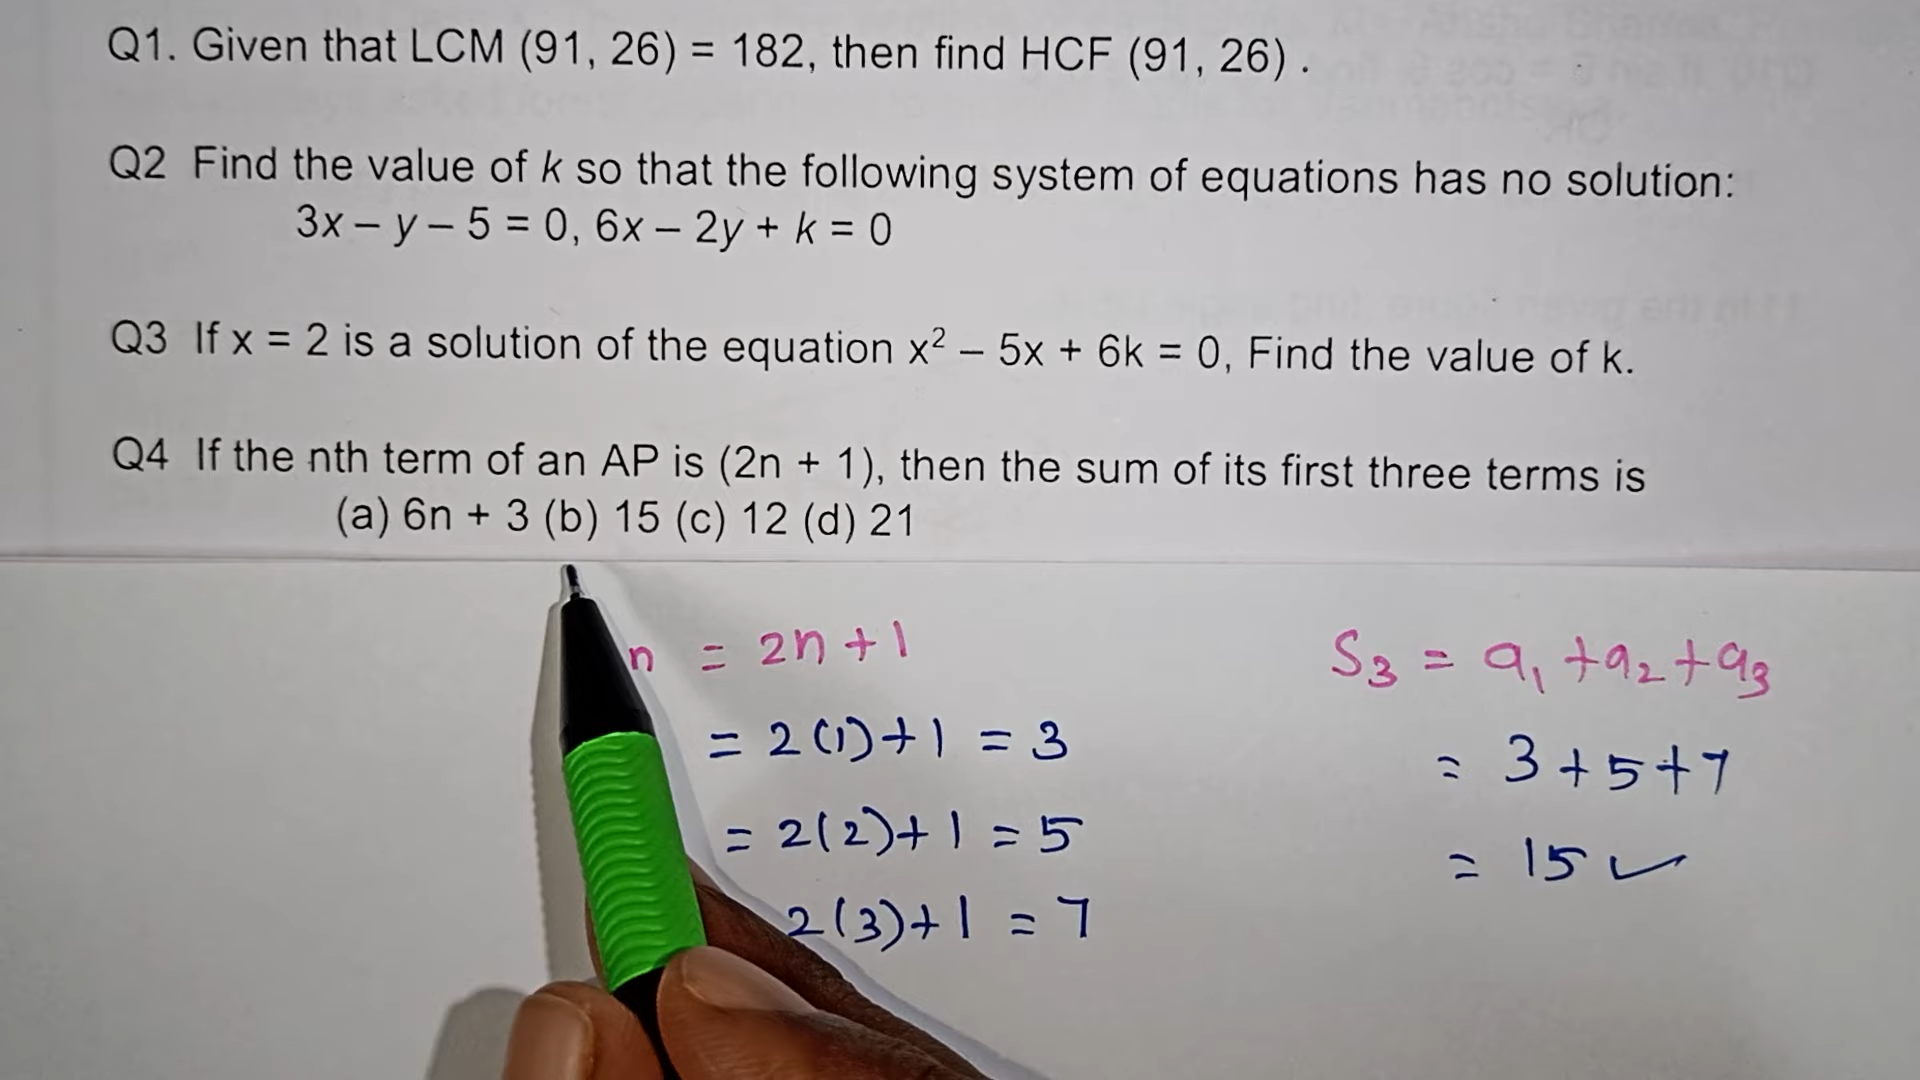 Q1. Given that LCM (91, 26) = 182, then find HCF (91, 26) .
Q2 Find the value of k so that the following system of equations has no solution:
3x – y – 5 = 0, 6x – 2y + k = 0
Q3 If x = 2 is a solution of the equation x² – 5x + 6k = 0, Find the value of k.
Q4 If the nth term of an AP is (2n + 1), then the sum of its first three terms is
(a) 6n + 3 (b) 15 (c) 12 (d) 21
n = 2n+1
= 2(1)+1 = 3
= 2(2)+1 = 5
2(3)+1 = 7
S₃ = a₁+a₂+a₃
= 3+5+7
= 15 ✓